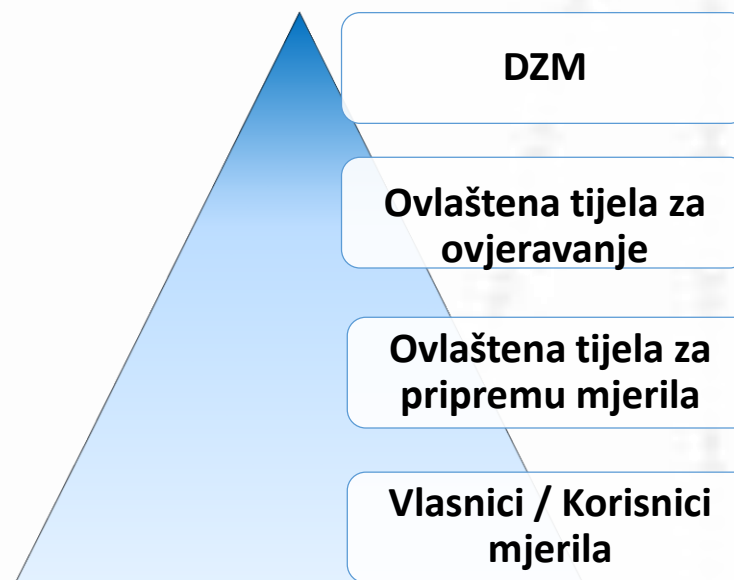 DZM
Ovlaštena tijela za
ovjeravanje
Ovlaštena tijela za
pripremu mjerila
Vlasnici / Korisnici
mjerila